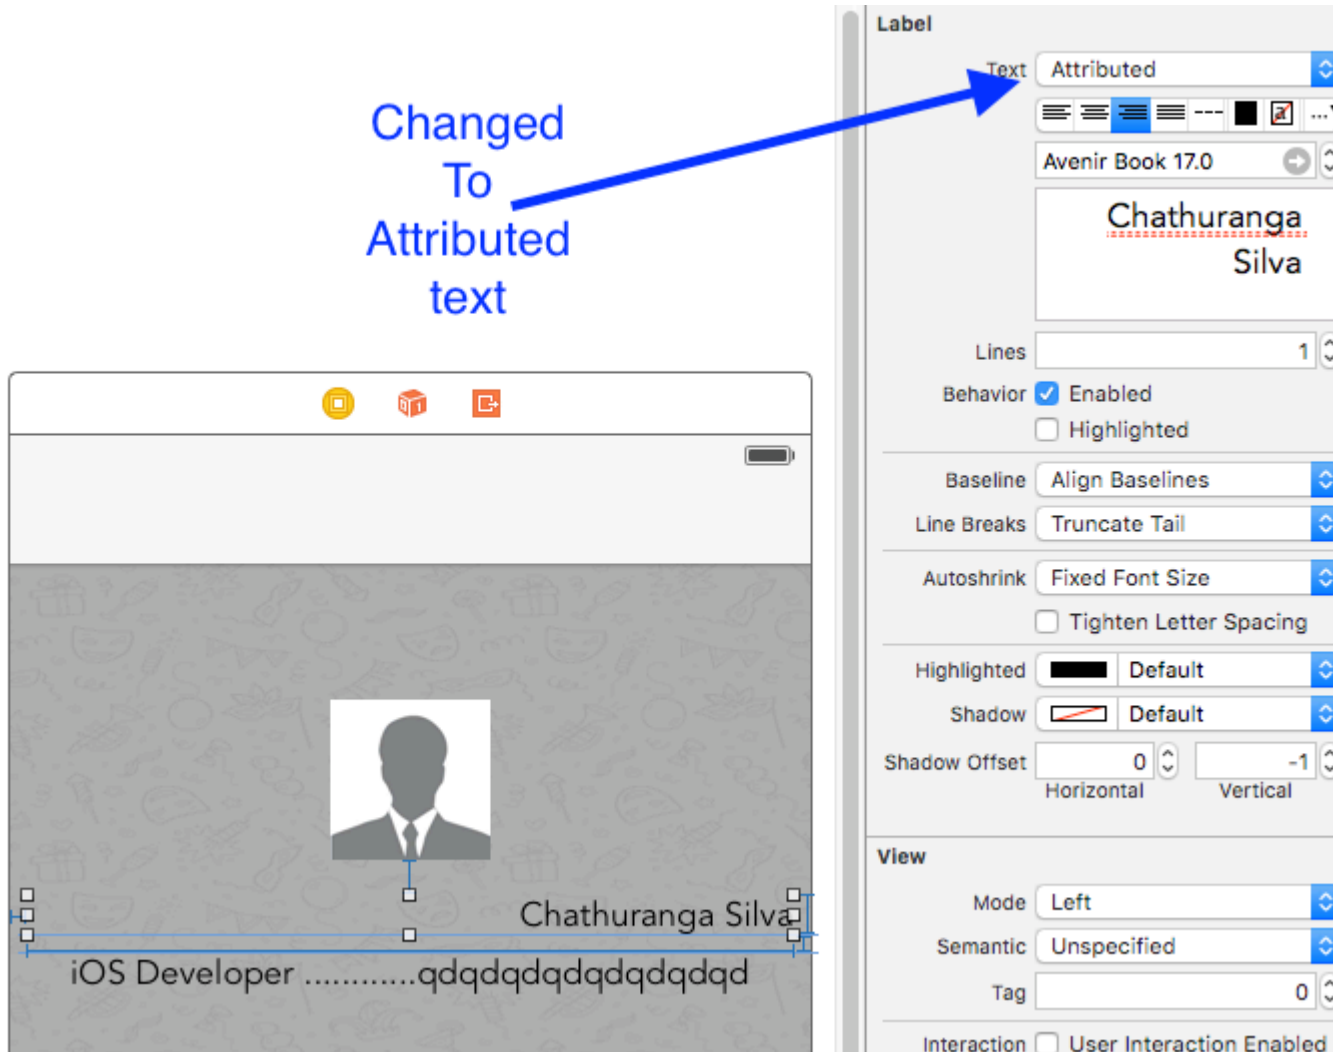 Changed
To
Attributed
text
Chathuranga Silva
iOS Developer ............qdqdqdqdqdqdqdqd
Label
Text Attributed
Avenir Book 17.0
Chathuranga
Silva
Lines 1
Behavior Enabled
Highlighted
Baseline Align Baselines
Line Breaks Truncate Tail
Autoshrink Fixed Font Size
Tighten Letter Spacing
Highlighted Default
Shadow Default
Shadow Offset 0 -1
Horizontal Vertical
View
Mode Left
Semantic Unspecified
Tag 0
Interaction User Interaction Enabled